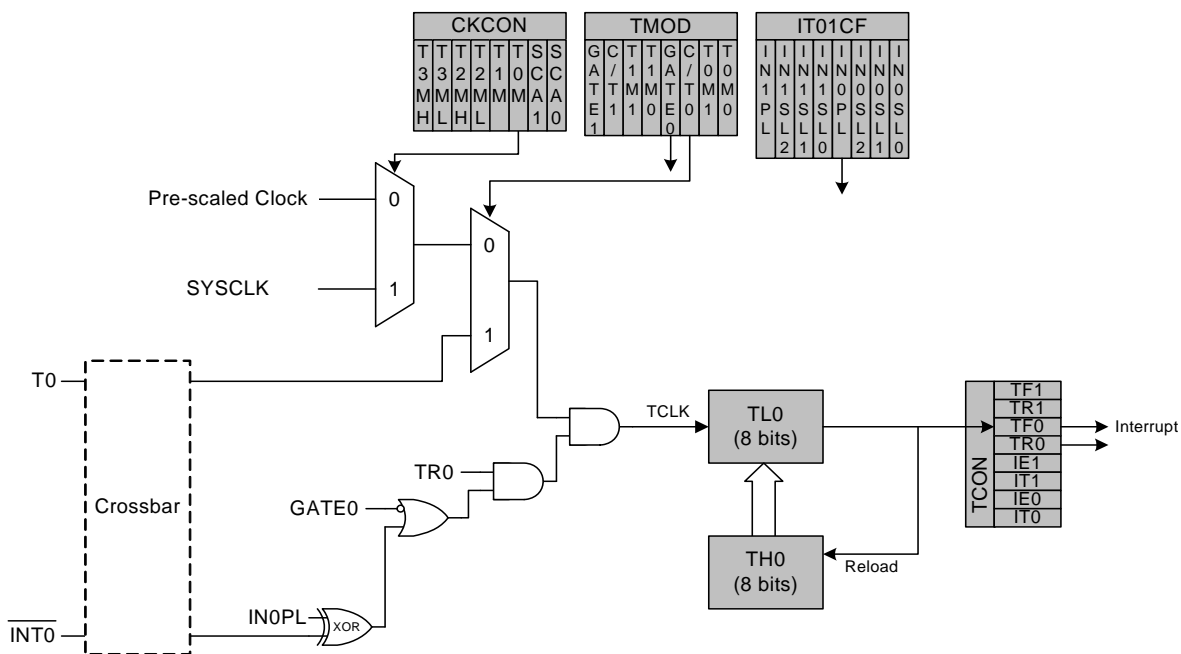 CKCON
T3MH
T3ML
T2MH
T2ML
T1M
T0M
SCA1
SCA0
TMOD
GATE1
C/T1
T1M1
T1M0
GATE0
C/T0
T0M1
T0M0
IT01CF
IN1PL
IN1SL2
IN1SL1
IN1SL0
IN0PL
IN0SL2
IN0SL1
IN0SL0
Pre-scaled Clock
0
SYSCLK
1
0
1
T0
Crossbar
INT0
TR0
GATE0
IN0PL
XOR
TCLK
TL0
(8 bits)
TH0
(8 bits)
Reload
TCON
TF1
TR1
TF0
TR0
IE1
IT1
IE0
IT0
Interrupt